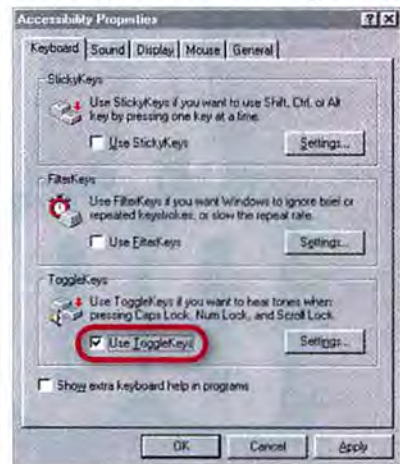 Accessibility Properties
Keyboard Sound Display Mouse General
StickyKeys
Use StickyKeys if you want to use Shift, Ctrl, or Alt
key by pressing one key at a time.
Use StickyKeys Settings...
FilterKeys
Use FilterKeys if you want Windows to ignore brief or
repeated keystrokes, or slow the repeat rate.
Use FilterKeys Settings...
ToggleKeys
Use ToggleKeys if you want to hear tones when
pressing Caps Lock, Num Lock, and Scroll Lock.
Use ToggleKeys Settings...
Show extra keyboard help in programs
OK Cancel Apply